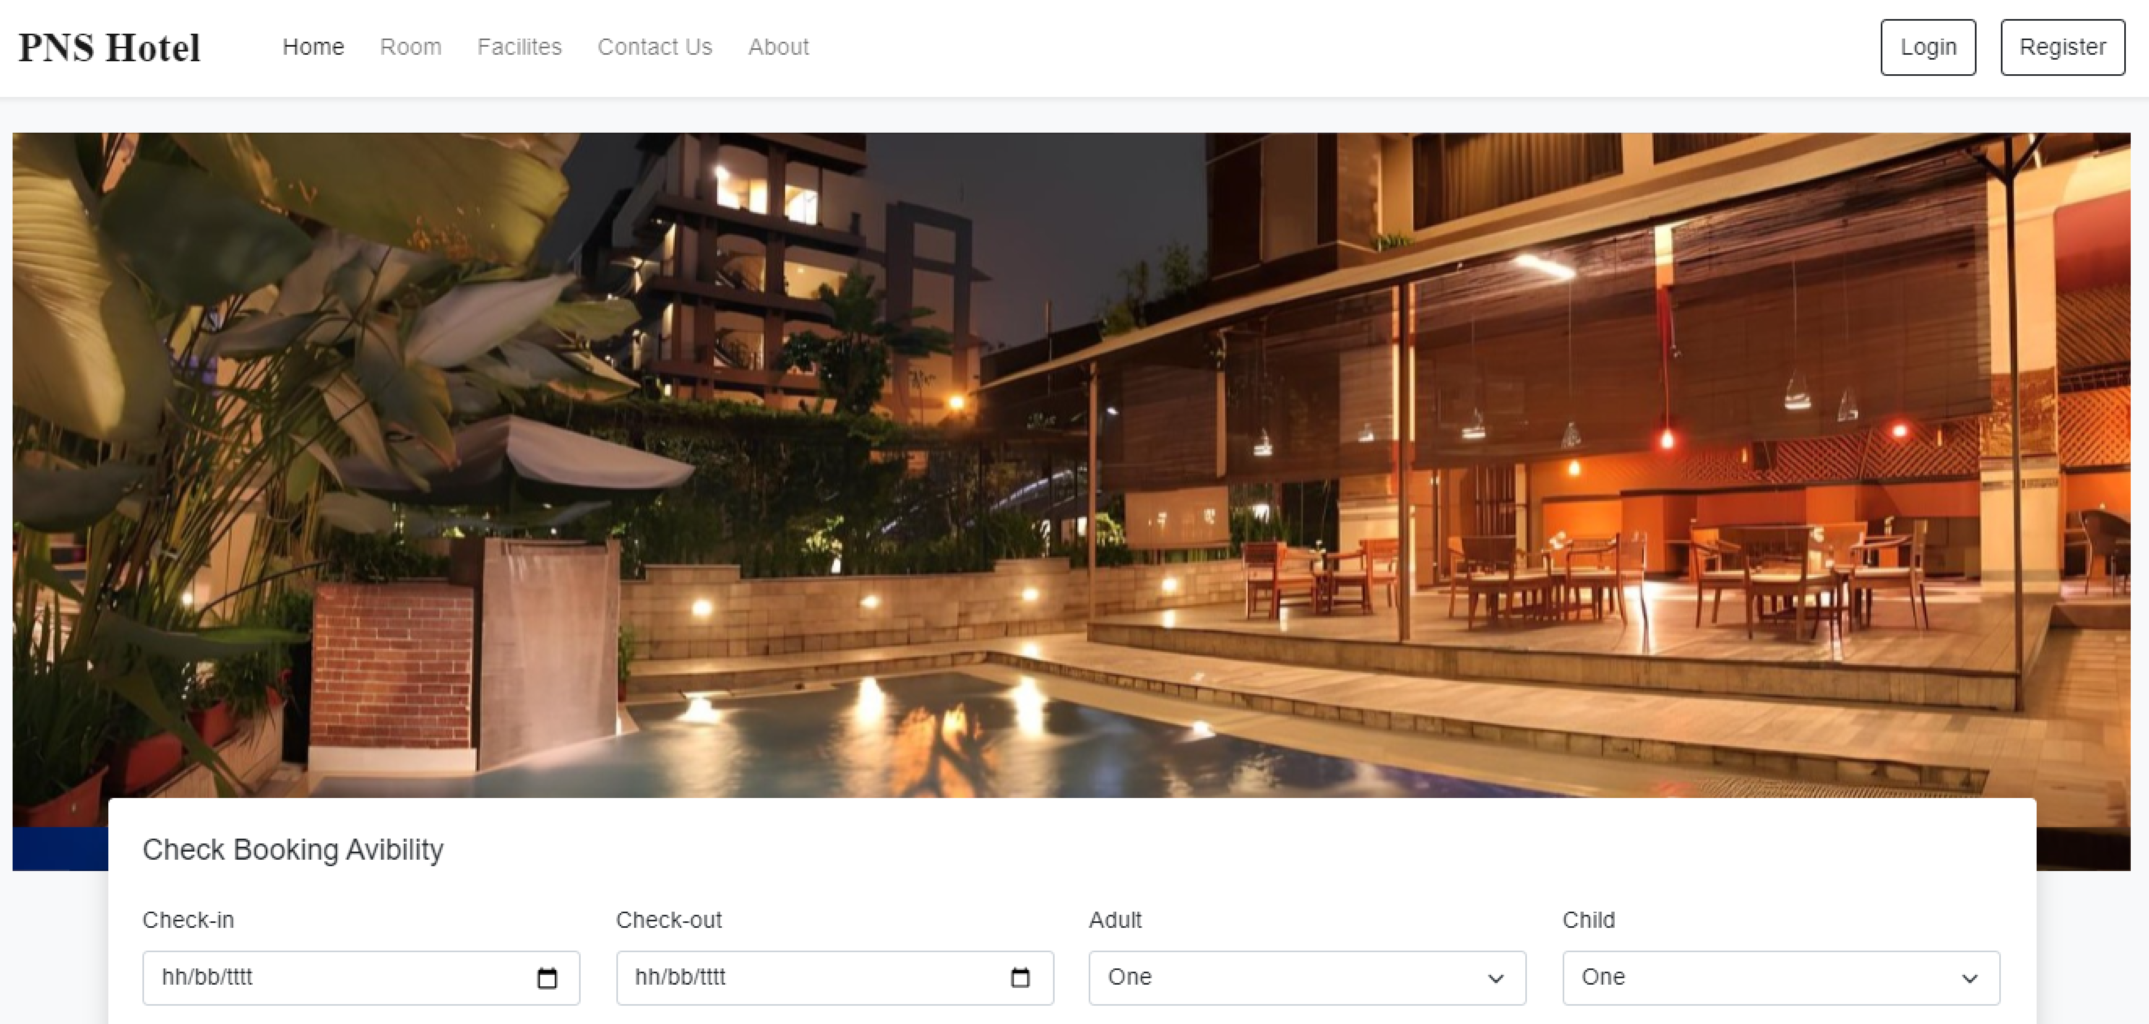 PNS Hotel Home Room Facilites Contact Us About Login Register
Check Booking Avibility
Check-in Check-out Adult Child
hh/bb/tttt hh/bb/tttt One One